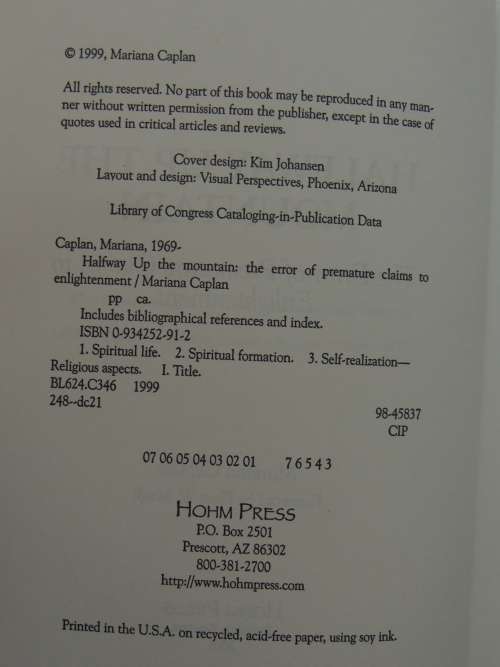 © 1999, Mariana Caplan
All rights reserved. No part of this book may be reproduced in any man-
ner without written permission from the publisher, except in the case of
quotes used in critical articles and reviews.
Cover design: Kim Johansen
Layout and design: Visual Perspectives, Phoenix, Arizona
Library of Congress Cataloging-in-Publication Data
Caplan, Mariana, 1969-
Halfway Up the mountain: the error of premature claims to
enlightenment / Mariana Caplan
pp ca.
Includes bibliographical references and index.
ISBN 0-934252-91-2
1. Spiritual life. 2. Spiritual formation. 3. Self-realization—
Religious aspects. I. Title.
BL624.C346 1999
248--dc21
98-45837
CIP
07 06 05 04 03 02 01 7 6 5 4 3
HOHM PRESS
P.O. Box 2501
Prescott, AZ 86302
800-381-2700
http://www.hohmpress.com
Printed in the U.S.A. on recycled, acid-free paper, using soy ink.